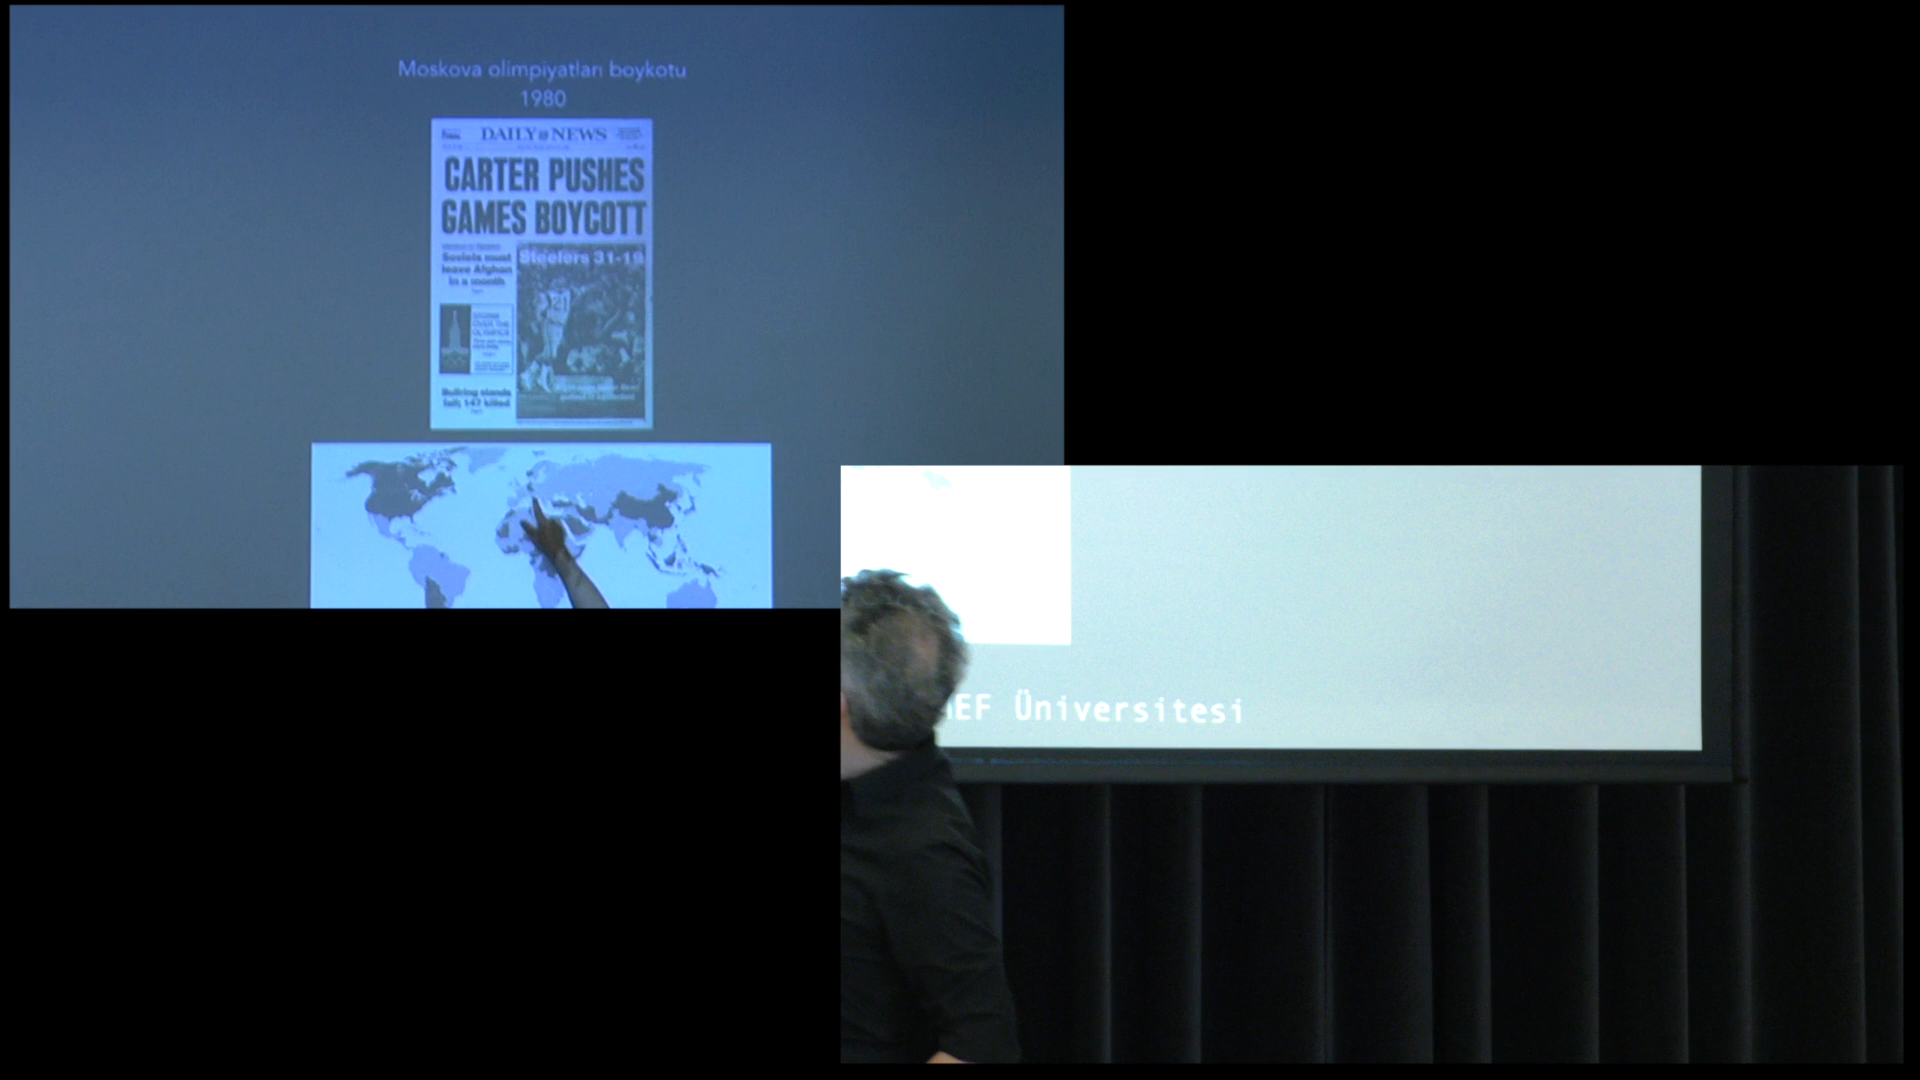 Moskova olimpiyatları boykotu
1980
DAILY NEWS
CARTER PUSHES
GAMES BOYCOTT
Soviets must
leave Afghan
in a month
Steelers 31-19
21
Bullring stands
fall; 147 killed
EF Üniversitesi